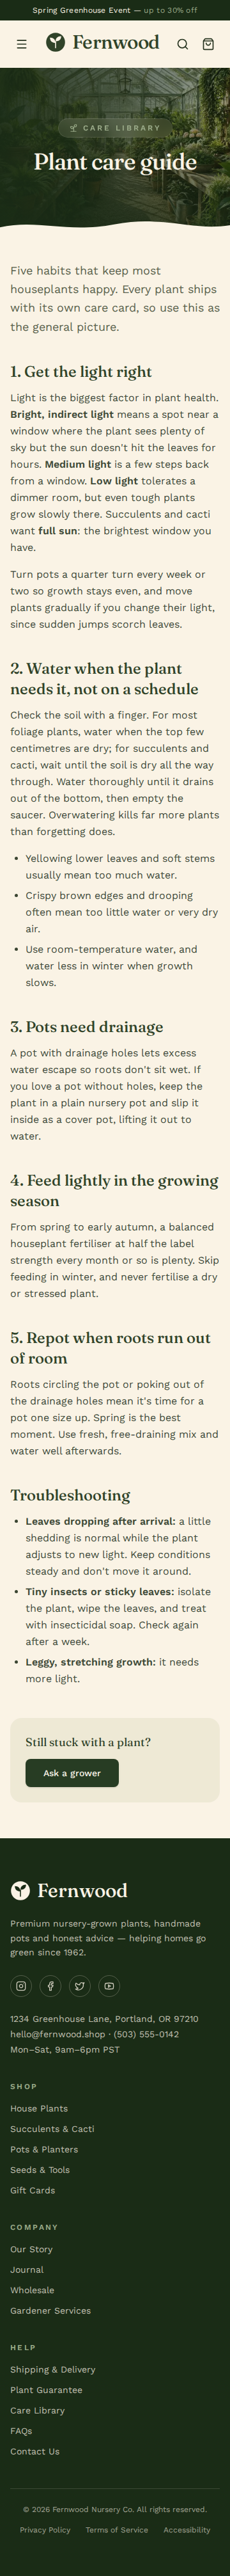 Spring Greenhouse Event — up to 30% off
Fernwood
CARE LIBRARY
Plant care guide
Five habits that keep most
houseplants happy. Every plant ships
with its own care card, so use this as
the general picture.
1. Get the light right
Light is the biggest factor in plant health.
Bright, indirect light means a spot near a
window where the plant sees plenty of
sky but the sun doesn't hit the leaves for
hours. Medium light is a few steps back
from a window. Low light tolerates a
dimmer room, but even tough plants
grow slowly there. Succulents and cacti
want full sun: the brightest window you
have.
Turn pots a quarter turn every week or
two so growth stays even, and move
plants gradually if you change their light,
since sudden jumps scorch leaves.
2. Water when the plant
needs it, not on a schedule
Check the soil with a finger. For most
foliage plants, water when the top few
centimetres are dry; for succulents and
cacti, wait until the soil is dry all the way
through. Water thoroughly until it drains
out of the bottom, then empty the
saucer. Overwatering kills far more plants
than forgetting does.
• Yellowing lower leaves and soft stems
usually mean too much water.
• Crispy brown edges and drooping
often mean too little water or very dry
air.
• Use room-temperature water, and
water less in winter when growth
slows.
3. Pots need drainage
A pot with drainage holes lets excess
water escape so roots don't sit wet. If
you love a pot without holes, keep the
plant in a plain nursery pot and slip it
inside as a cover pot, lifting it out to
water.
4. Feed lightly in the growing
season
From spring to early autumn, a balanced
houseplant fertiliser at half the label
strength every month or so is plenty. Skip
feeding in winter, and never fertilise a dry
or stressed plant.
5. Repot when roots run out
of room
Roots circling the pot or poking out of
the drainage holes mean it's time for a
pot one size up. Spring is the best
moment. Use fresh, free-draining mix and
water well afterwards.
Troubleshooting
• Leaves dropping after arrival: a little
shedding is normal while the plant
adjusts to new light. Keep conditions
steady and don't move it around.
• Tiny insects or sticky leaves: isolate
the plant, wipe the leaves, and treat
with insecticidal soap. Check again
after a week.
• Leggy, stretching growth: it needs
more light.
Still stuck with a plant?
Ask a grower
Fernwood
Premium nursery-grown plants, handmade
pots and honest advice — helping homes go
green since 1962.
1234 Greenhouse Lane, Portland, OR 97210
hello@fernwood.shop · (503) 555-0142
Mon–Sat, 9am–6pm PST
SHOP
House Plants
Succulents & Cacti
Pots & Planters
Seeds & Tools
Gift Cards
COMPANY
Our Story
Journal
Wholesale
Gardener Services
HELP
Shipping & Delivery
Plant Guarantee
Care Library
FAQs
Contact Us
© 2026 Fernwood Nursery Co. All rights reserved.
Privacy Policy Terms of Service Accessibility